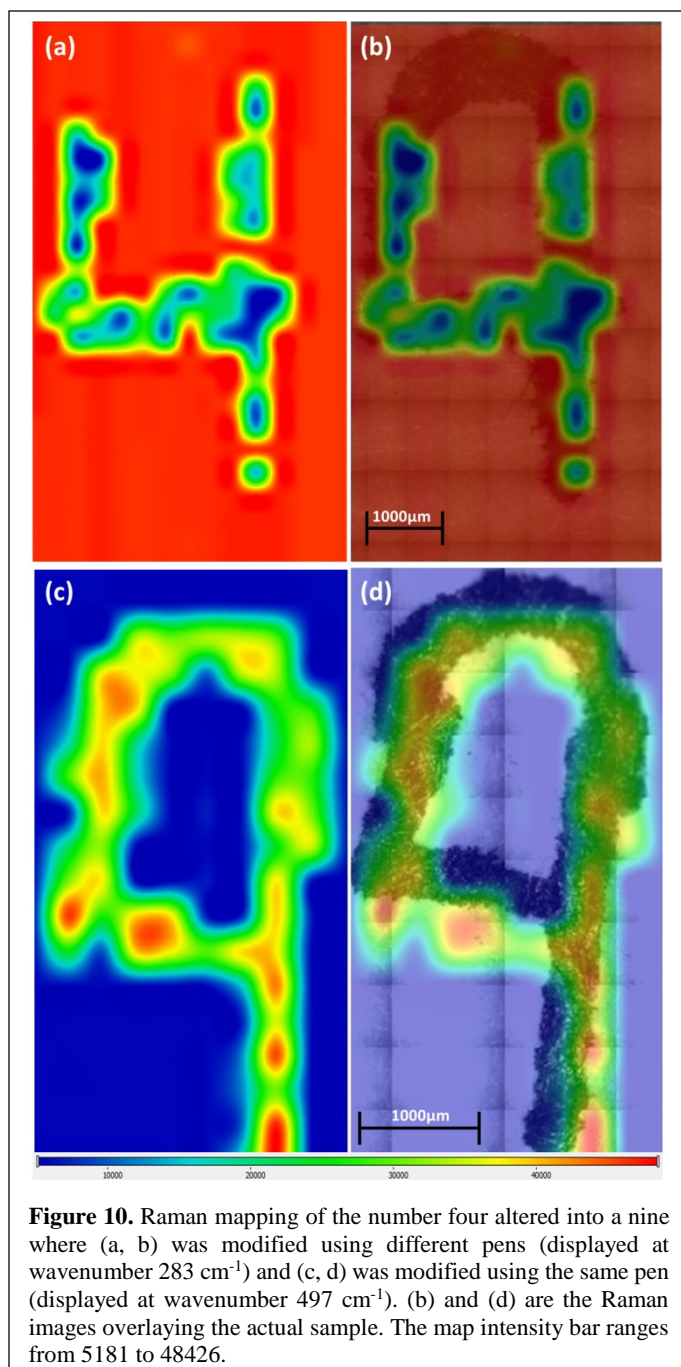 (a)
(b)
1000µm
(c)
(d)
1000µm
10000 20000 30000 40000
Figure 10. Raman mapping of the number four altered into a nine
where (a, b) was modified using different pens (displayed at
wavenumber 283 cm⁻¹) and (c, d) was modified using the same pen
(displayed at wavenumber 497 cm⁻¹). (b) and (d) are the Raman
images overlaying the actual sample. The map intensity bar ranges
from 5181 to 48426.